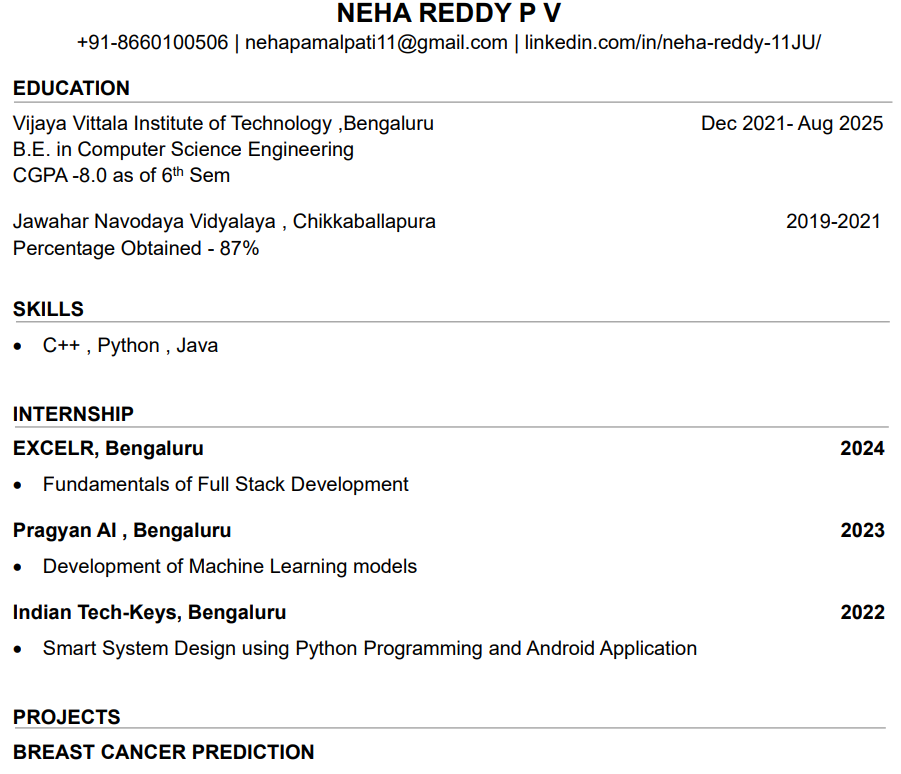 NEHA REDDY P V
+91-8660100506 | nehapamalpati11@gmail.com | linkedin.com/in/neha-reddy-11JU/
EDUCATION
Vijaya Vittala Institute of Technology ,Bengaluru Dec 2021- Aug 2025
B.E. in Computer Science Engineering
CGPA -8.0 as of 6th Sem
Jawahar Navodaya Vidyalaya , Chikkaballapura 2019-2021
Percentage Obtained - 87%
SKILLS
• C++ , Python , Java
INTERNSHIP
EXCELR, Bengaluru 2024
• Fundamentals of Full Stack Development
Pragyan AI , Bengaluru 2023
• Development of Machine Learning models
Indian Tech-Keys, Bengaluru 2022
• Smart System Design using Python Programming and Android Application
PROJECTS
BREAST CANCER PREDICTION